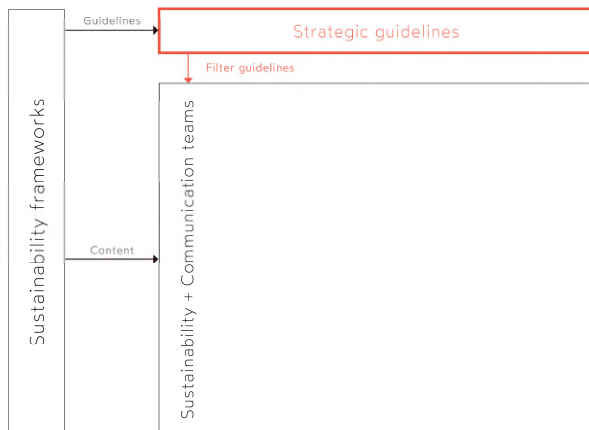 Guidelines
Strategic guidelines
Filter guidelines
Sustainability frameworks
Content
Sustainability + Communication teams